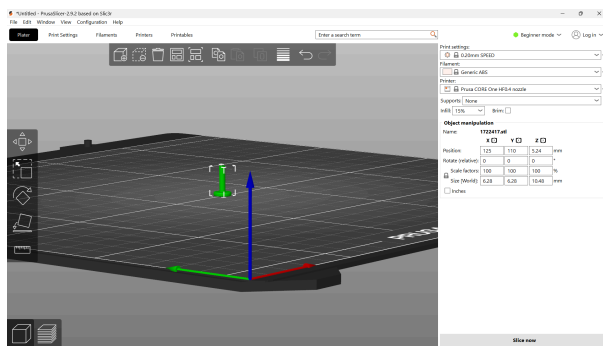 *Untitled - PrusaSlicer-2.9.2 based on Slic3r
File Edit Window View Configuration Help
Plater Print Settings Filaments Printers Printables Enter a search term Beginner mode Log in
Print settings:
0.20mm SPEED
Filament:
Generic ABS
Printer:
Prusa CORE One HF0.4 nozzle
Supports: None
Infill: 15% Brim:
Object manipulation
Name 1722417.stl
X Y Z
Position: 125 110 5.24 mm
Rotate (relative): 0 0 0 °
Scale factors: 100 100 100 %
Size [World]: 6.28 6.28 10.48 mm
Inches
Slice now